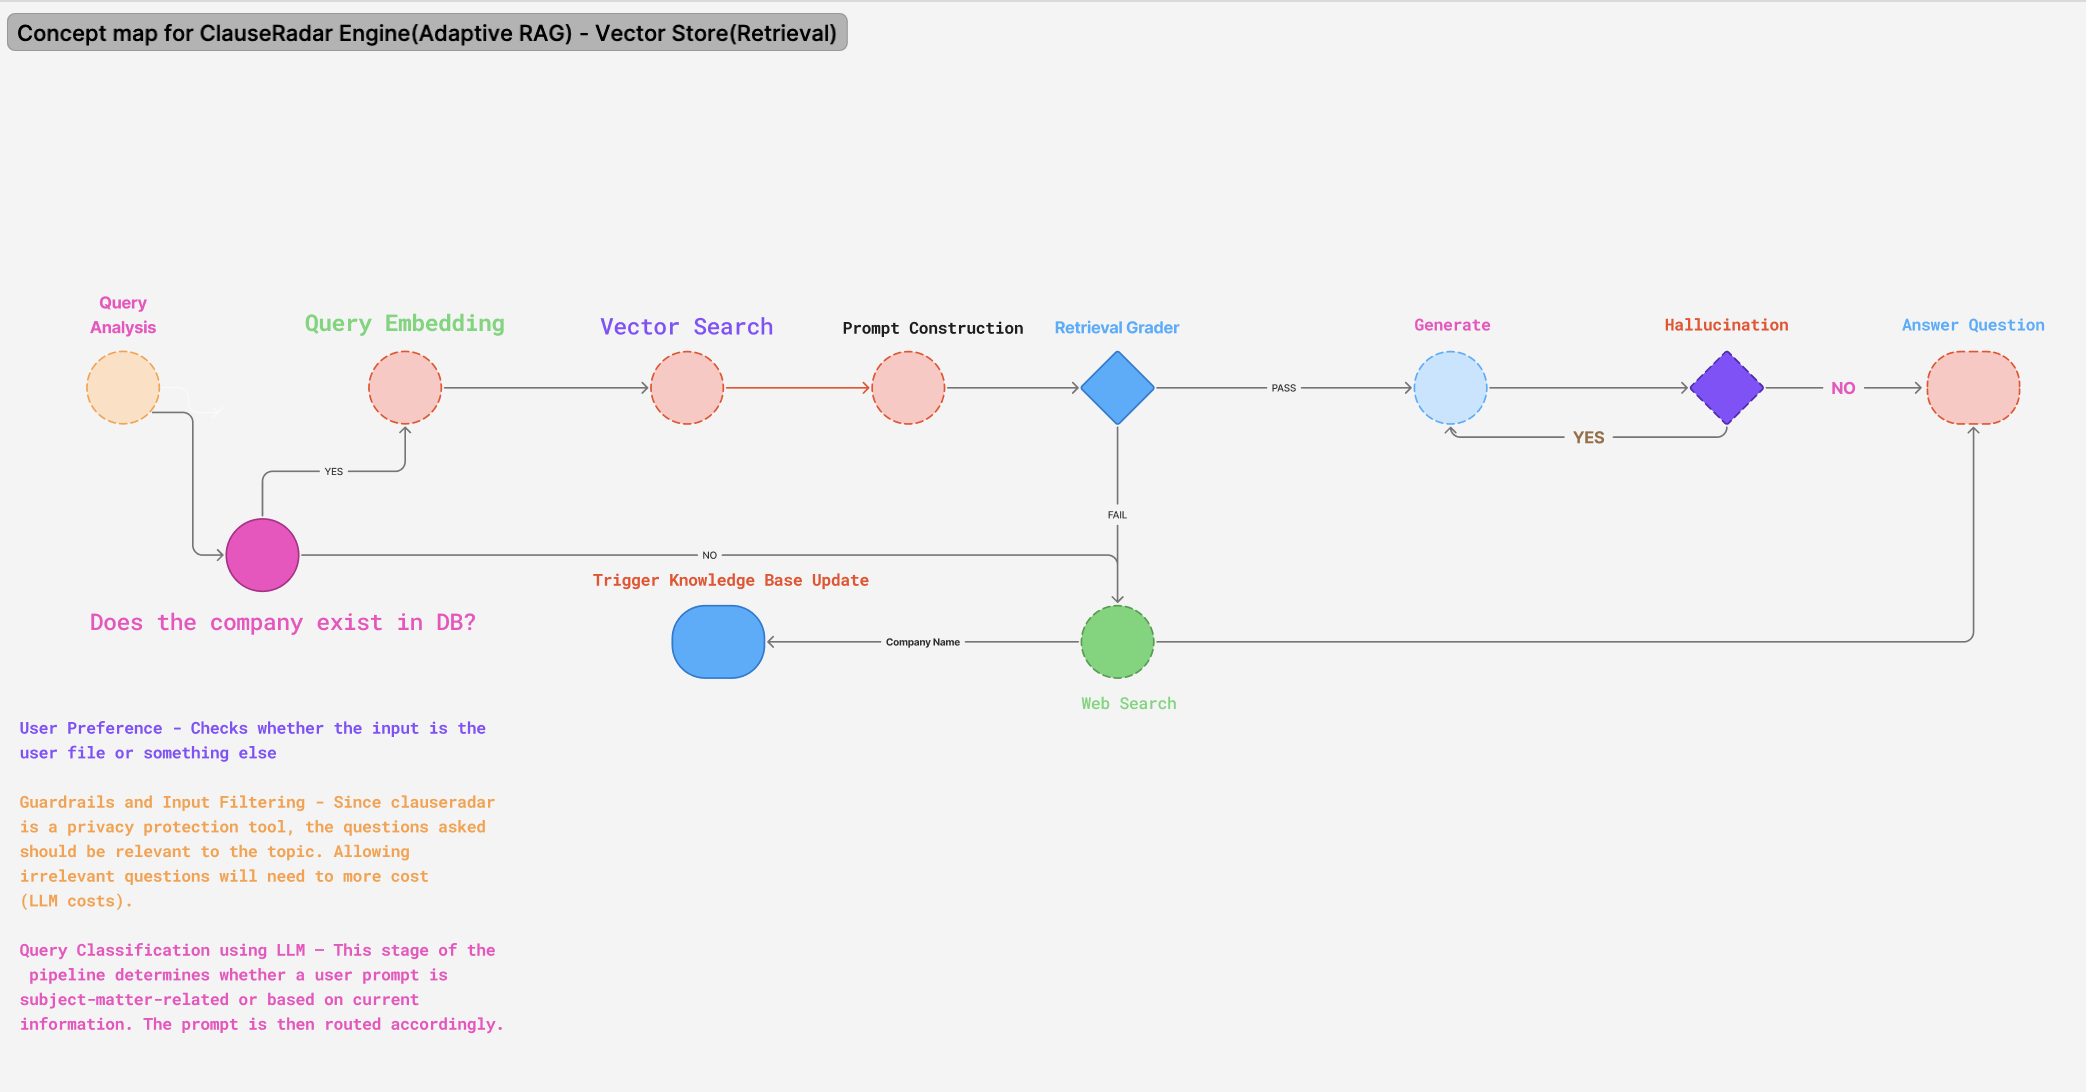 Concept map for ClauseRadar Engine(Adaptive RAG) - Vector Store(Retrieval)
Query
Analysis
Query Embedding
Vector Search
Prompt Construction
Retrieval Grader
Generate
Hallucination
Answer Question
PASS
NO
YES
YES
FAIL
NO
Trigger Knowledge Base Update
Does the company exist in DB?
Company Name
Web Search
User Preference - Checks whether the input is the
user file or something else
Guardrails and Input Filtering - Since clauseradar
is a privacy protection tool, the questions asked
should be relevant to the topic. Allowing
irrelevant questions will need to more cost
(LLM costs).
Query Classification using LLM – This stage of the
pipeline determines whether a user prompt is
subject-matter-related or based on current
information. The prompt is then routed accordingly.